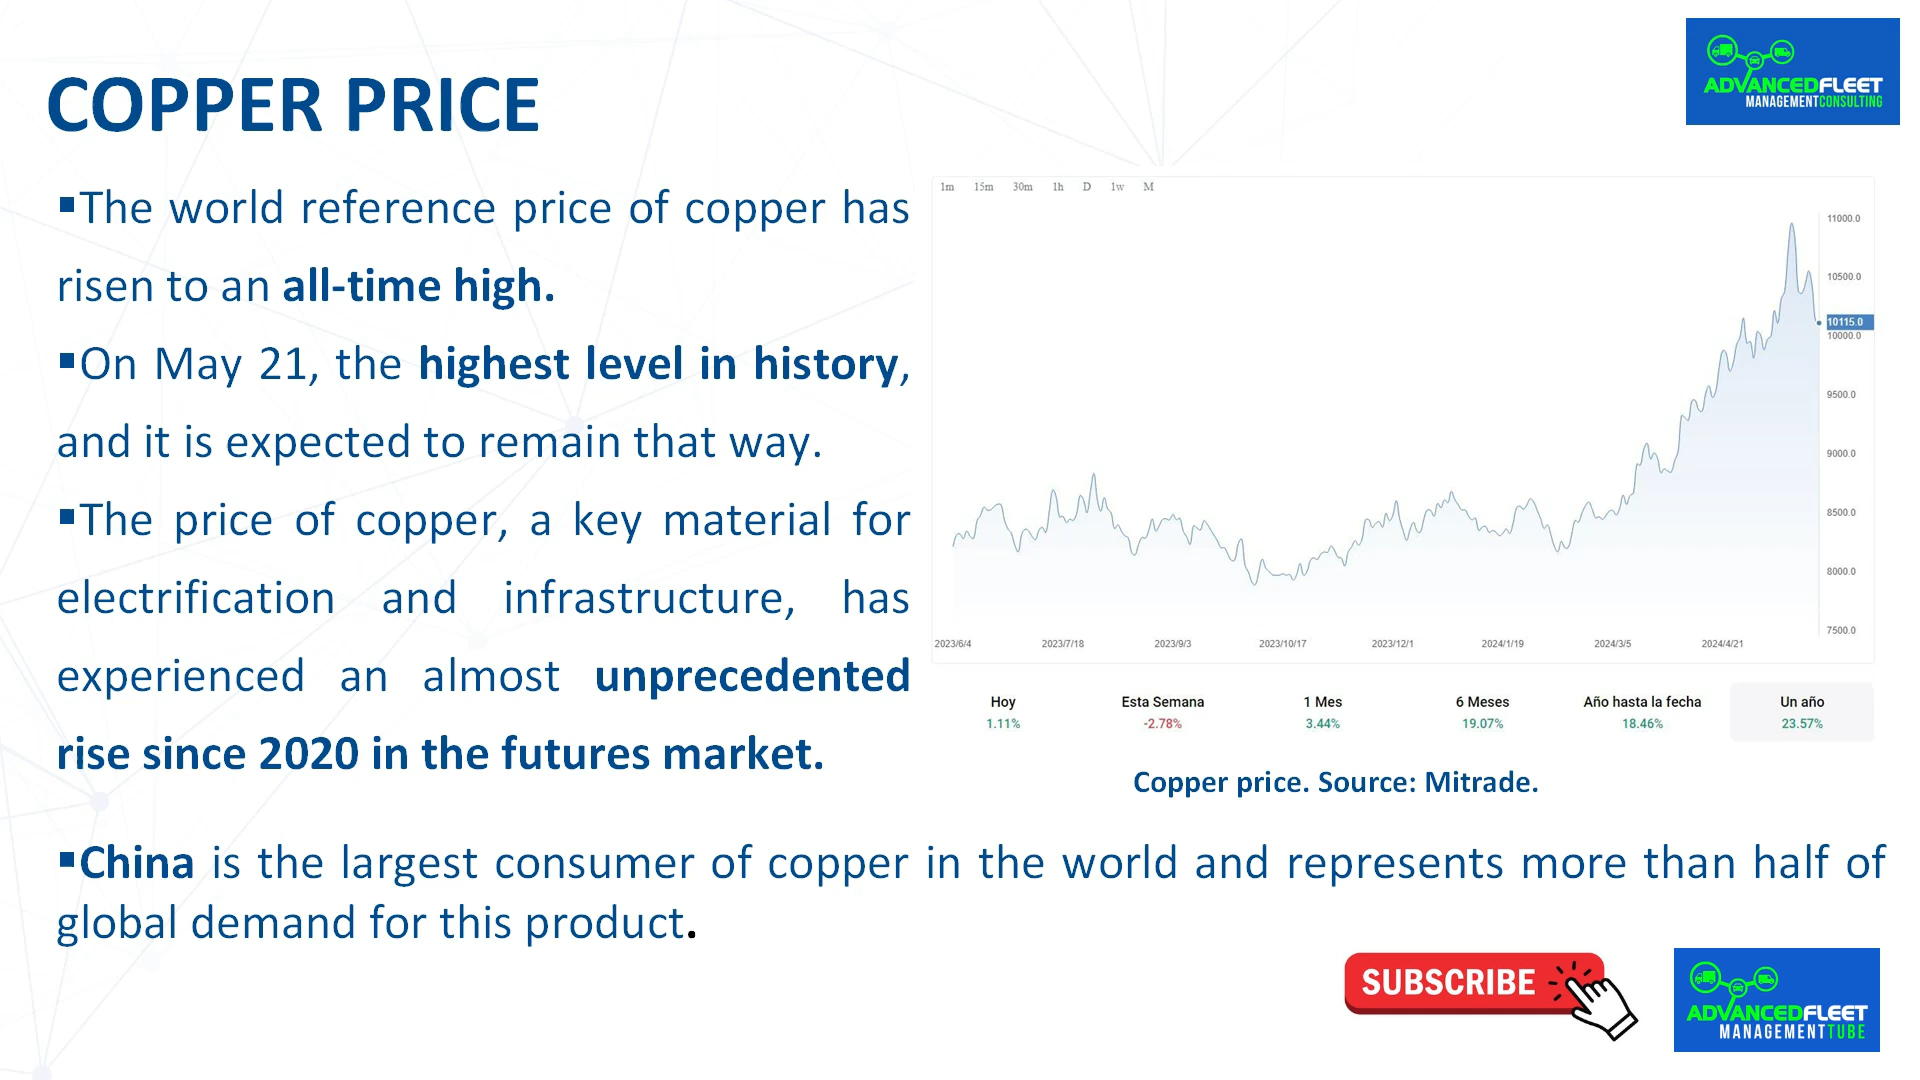 COPPER PRICE
ADVANCEDFLEET
MANAGEMENTCONSULTING
▪The world reference price of copper has
risen to an all-time high.
▪On May 21, the highest level in history,
and it is expected to remain that way.
▪The price of copper, a key material for
electrification and infrastructure, has
experienced an almost unprecedented
rise since 2020 in the futures market.
1m 15m 30m 1h D 1w M
11000.0
10500.0
10115.0
10000.0
9500.0
9000.0
8500.0
8000.0
7500.0
2023/6/4 2023/7/18 2023/9/3 2023/10/17 2023/12/1 2024/1/19 2024/3/5 2024/4/21
Hoy Esta Semana 1 Mes 6 Meses Año hasta la fecha Un año
1.11% -2.78% 3.44% 19.07% 18.46% 23.57%
Copper price. Source: Mitrade.
▪China is the largest consumer of copper in the world and represents more than half of
global demand for this product.
SUBSCRIBE
ADVANCEDFLEET
MANAGEMENTTUBE